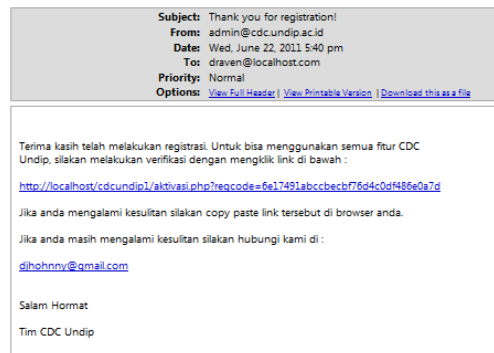 Subject: Thank you for registration!
From: admin@cdc.undip.ac.id
Date: Wed, June 22, 2011 5:40 pm
To: draven@localhost.com
Priority: Normal
Options: View Full Header | View Printable Version | Download this as a file
Terima kasih telah melakukan registrasi. Untuk bisa menggunakan semua fitur CDC
Undip, silakan melakukan verifikasi dengan mengklik link di bawah :
http://localhost/cdcundip1/aktivasi.php?regcode=6e17491abccbecbf76d4c0df486e0a7d
Jika anda mengalami kesulitan silakan copy paste link tersebut di browser anda.
Jika anda masih mengalami kesulitan silakan hubungi kami di :
djhohnny@gmail.com
Salam Hormat
Tim CDC Undip